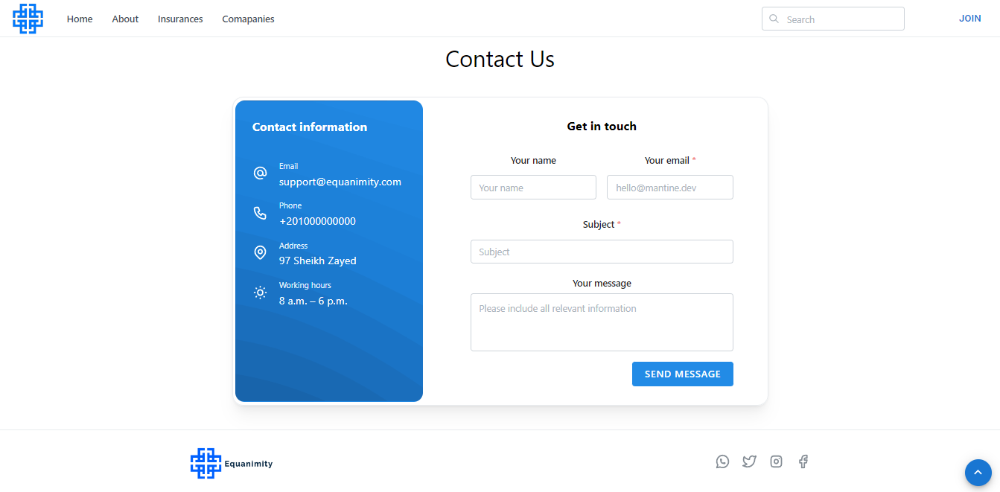 Home About Insurances Comapanies Search JOIN
Contact Us
Contact information
Email
support@equanimity.com
Phone
+201000000000
Address
97 Sheikh Zayed
Working hours
8 a.m. – 6 p.m.
Get in touch
Your name Your email *
Your name hello@mantine.dev
Subject *
Subject
Your message
Please include all relevant information
SEND MESSAGE
Equanimity